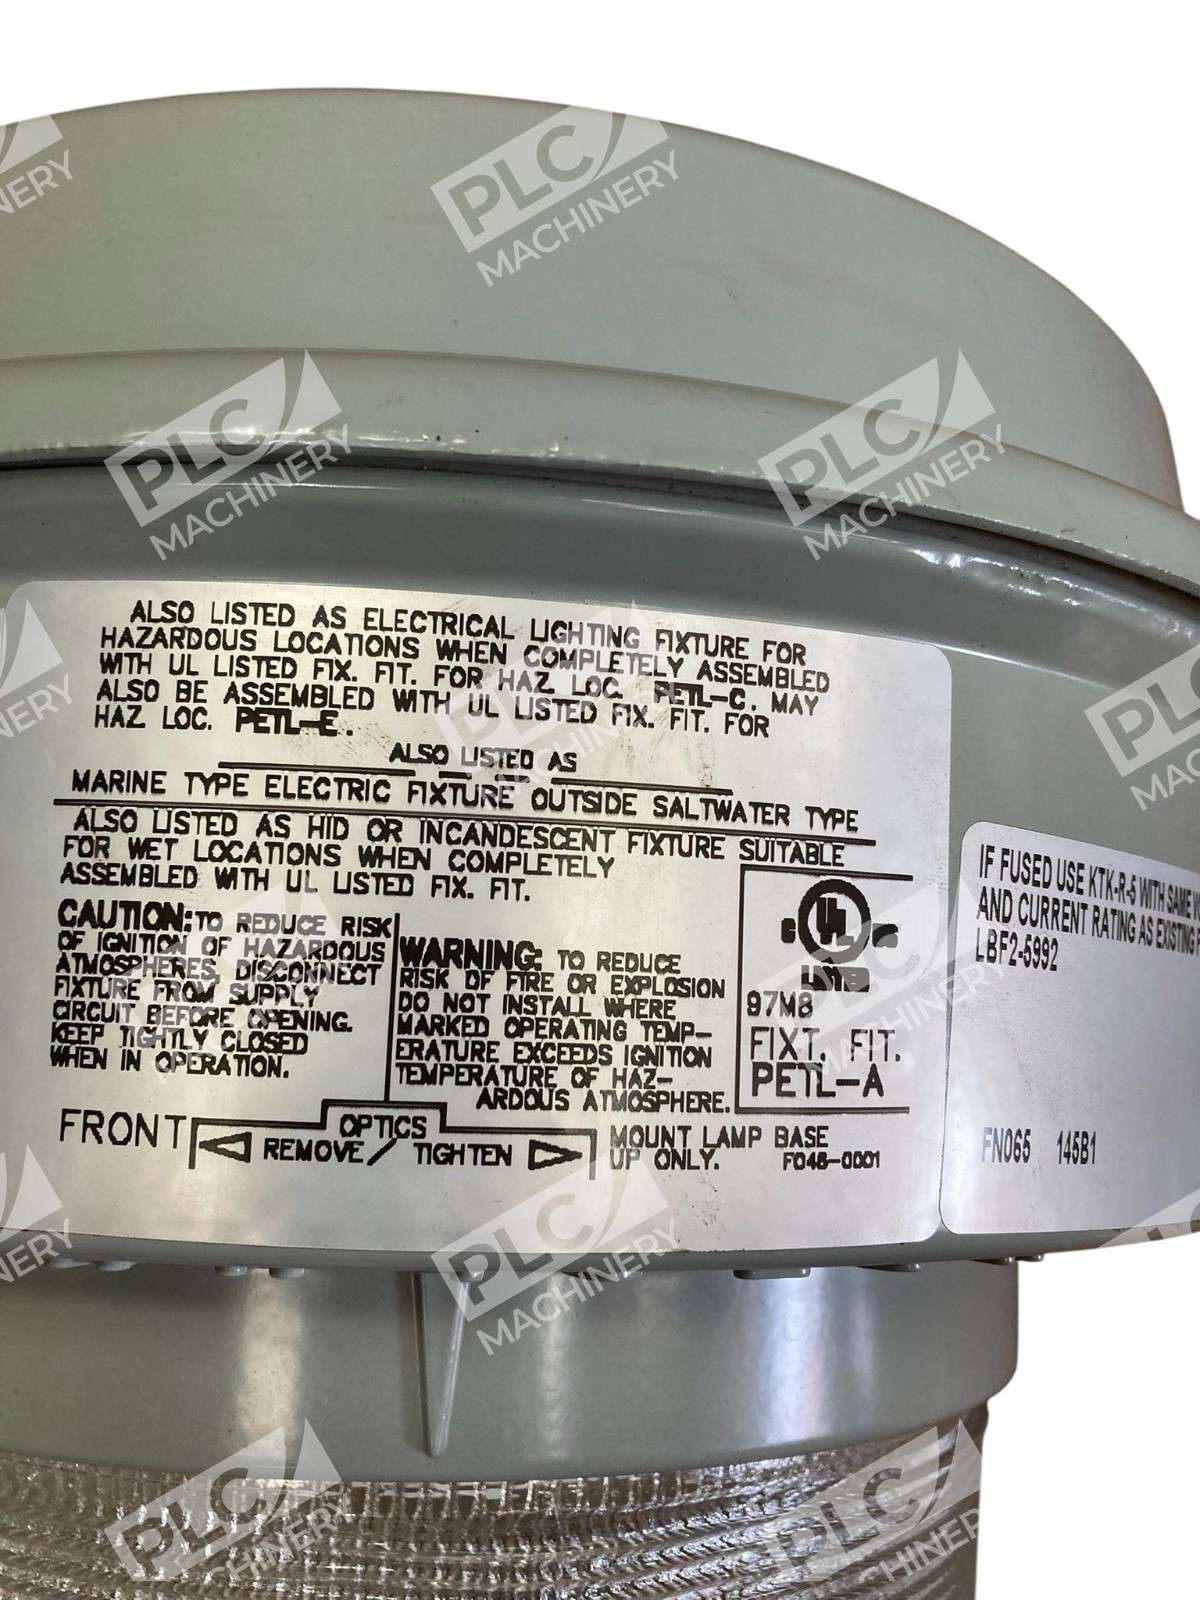 ALSO LISTED AS ELECTRICAL LIGHTING FIXTURE FOR
HAZARDOUS LOCATIONS WHEN COMPLETELY ASSEMBLED
WITH UL LISTED FIX. FIT. FOR HAZ. LOC. PETL-C. MAY
ALSO BE ASSEMBLED WITH UL LISTED FIX. FIT. FOR
HAZ LOC. PETL-E.
ALSO LISTED AS
MARINE TYPE ELECTRIC FIXTURE OUTSIDE SALTWATER TYPE
ALSO LISTED AS HID OR INCANDESCENT FIXTURE SUITABLE
FOR WET LOCATIONS WHEN COMPLETELY
ASSEMBLED WITH UL LISTED FIX. FIT.
CAUTION: TO REDUCE RISK
OF IGNITION OF HAZARDOUS
ATMOSPHERES, DISCONNECT
FIXTURE FROM SUPPLY
CIRCUIT BEFORE OPENING.
KEEP TIGHTLY CLOSED
WHEN IN OPERATION.
WARNING: TO REDUCE
RISK OF FIRE OR EXPLOSION
DO NOT INSTALL WHERE
MARKED OPERATING TEMP-
ERATURE EXCEEDS IGNITION
TEMPERATURE OF HAZ-
ARDOUS ATMOSPHERE.
C UL
LISTED
97M8
FIXT. FIT.
PETL-A
FRONT
OPTICS
REMOVE/TIGHTEN
MOUNT LAMP BASE
UP ONLY. F048-0001
IF FUSED USE KTK-R-5 WITH SAME
AND CURRENT RATING AS EXISTING
LBF2-5992
FN065 145B1
PLC
MACHINERY